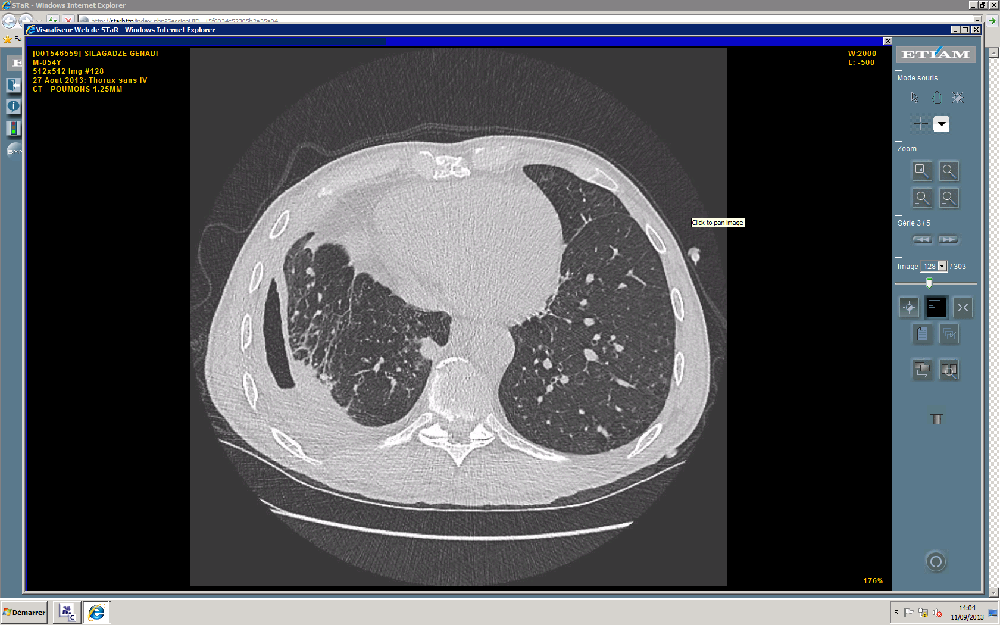 STaR - Windows Internet Explorer
http://starhttp/index.php?SessionUID=15f6034c52305b2a35a04
Fa
Visualiseur Web de STaR - Windows Internet Explorer
[001546559] SILAGADZE GENADI
M-054Y
512x512 Img #128
27 Aout 2013: Thorax sans IV
CT - POUMONS 1.25MM
W:2000
L: -500
E
SMM
Click to pan image
176%
ETIAM
Mode souris
Zoom
Série 3 / 5
Image 128 / 303
Démarrer
M C
14:04
11/09/2013